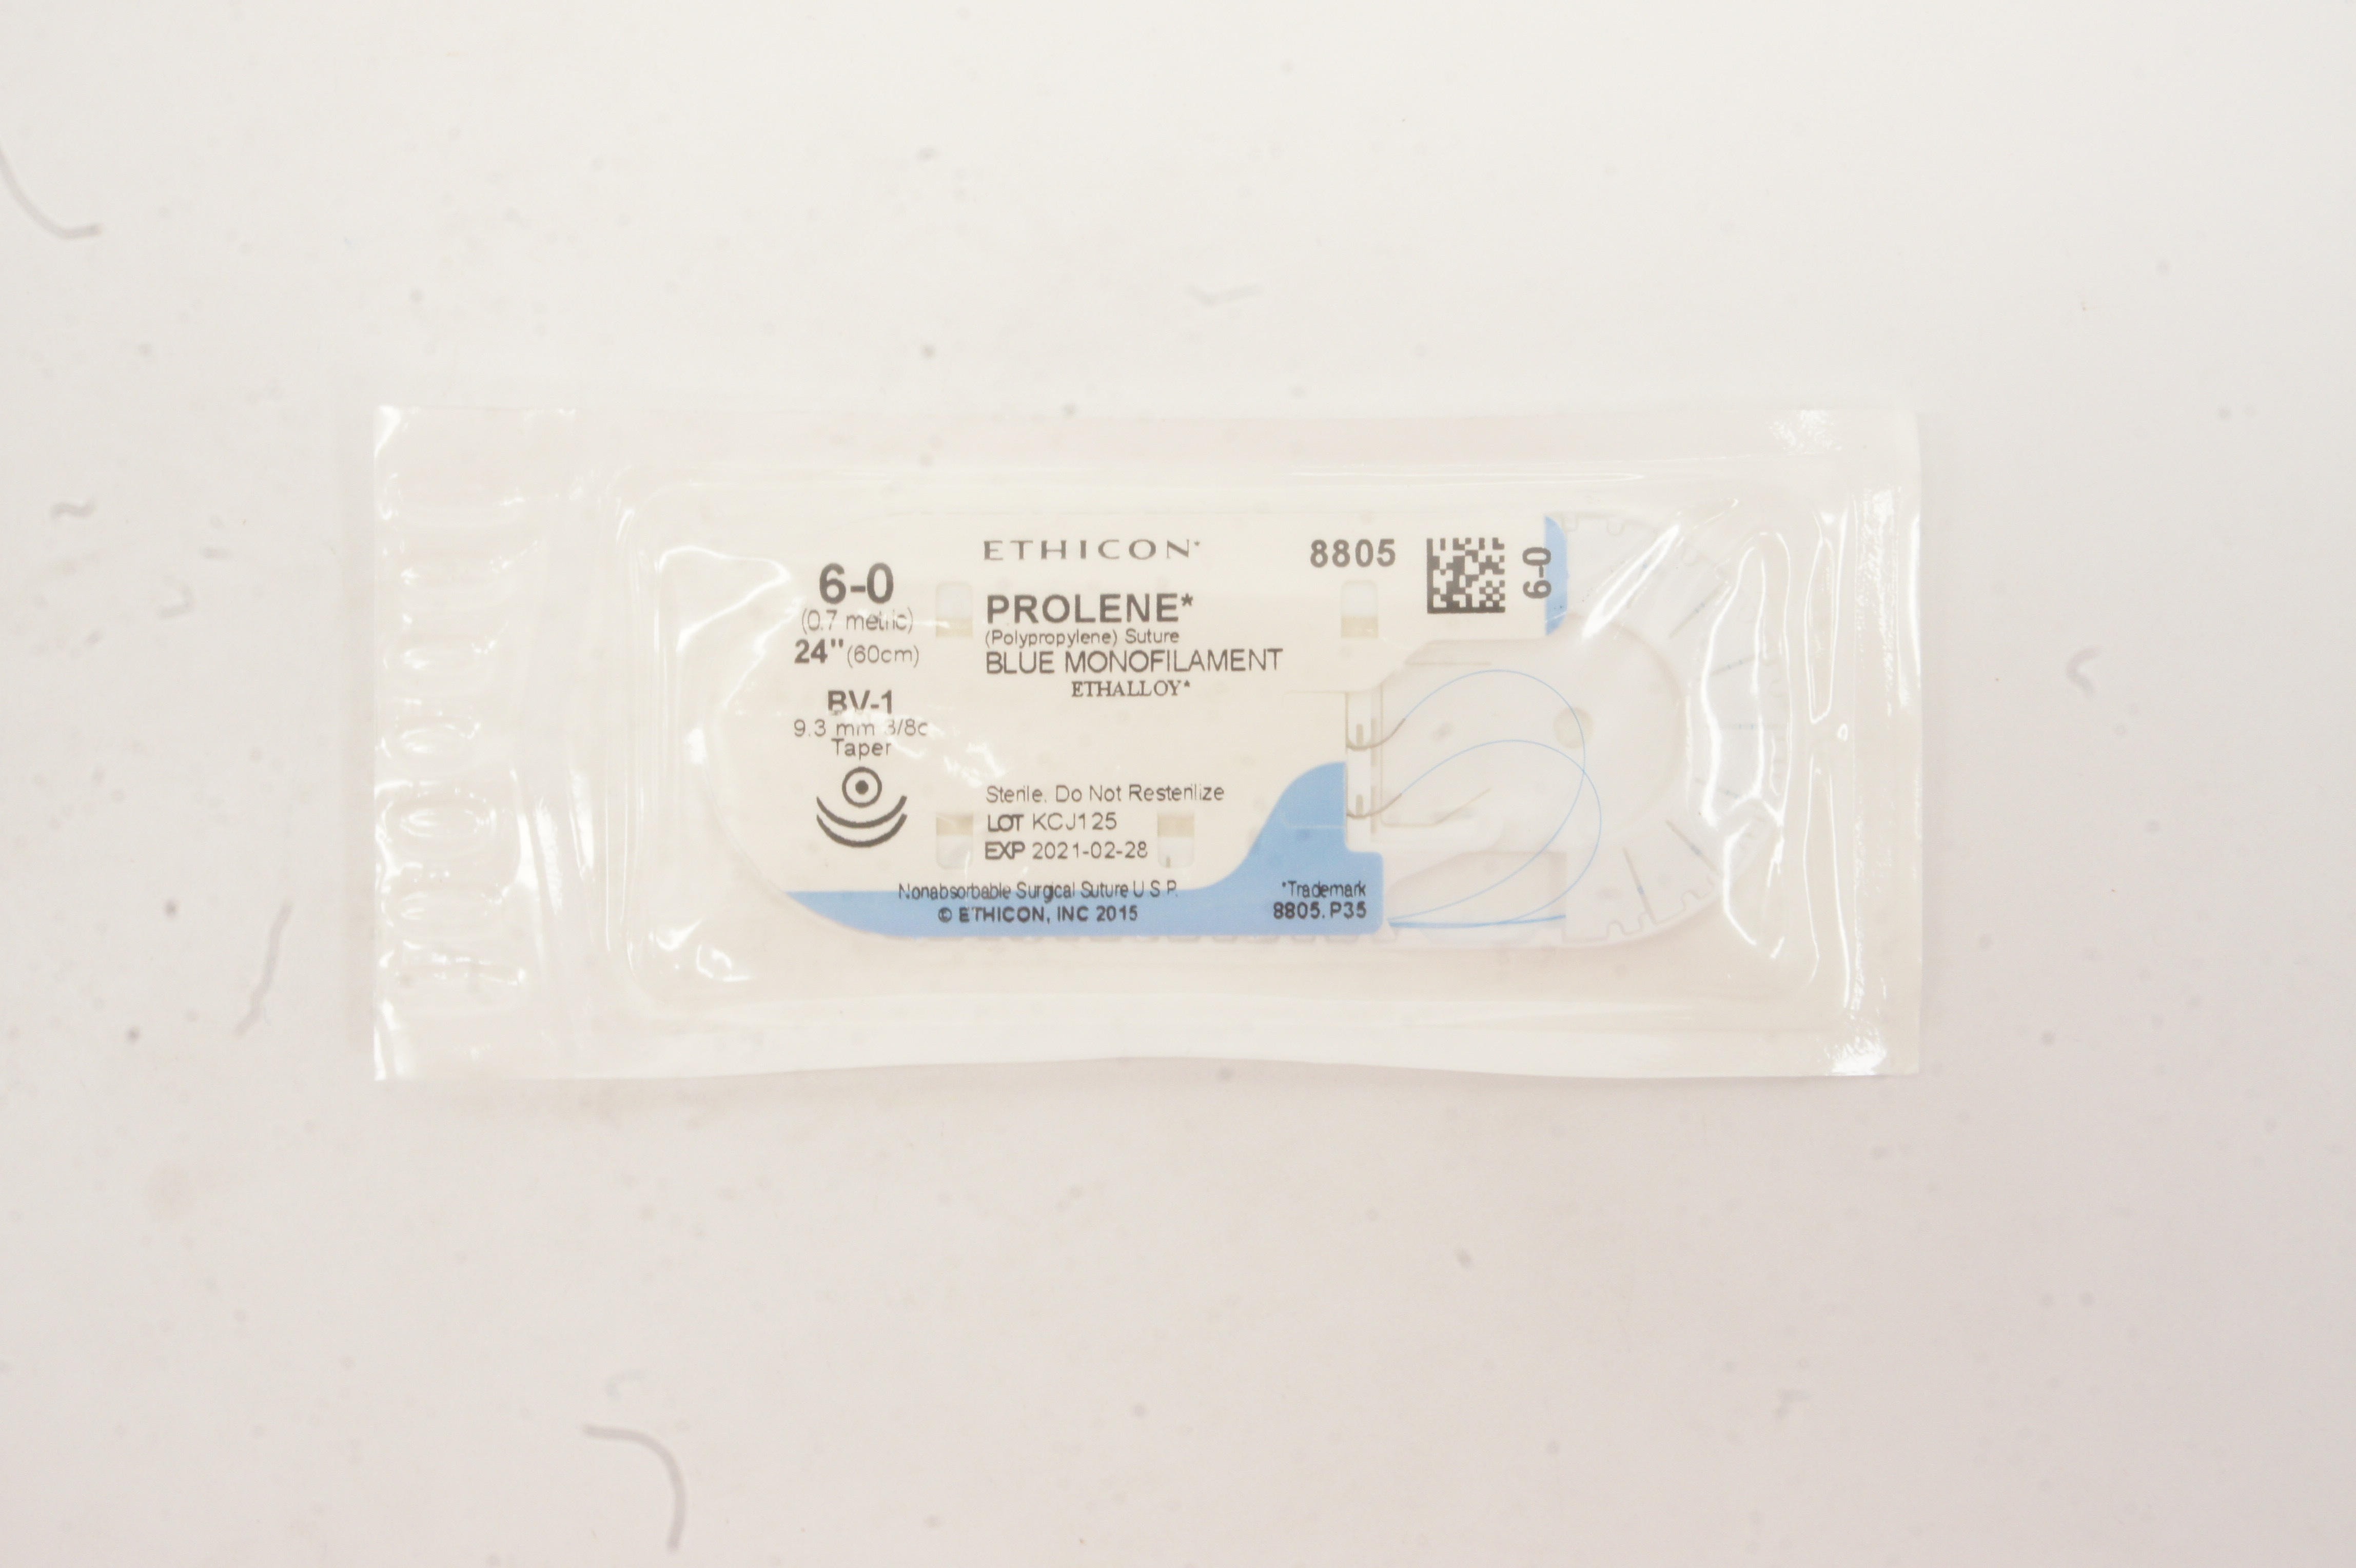 ETHICON*
8805
6-0
6-0
(0.7 metric)
24" (60cm)
PROLENE*
(Polypropylene) Suture
BLUE MONOFILAMENT
ETHALLOY*
BV-1
9.3 mm 3/8c
Taper
Sterile. Do Not Resterilize
LOT KCJ125
EXP 2021-02-28
Nonabsorbable Surgical Suture U S P.
© ETHICON, INC 2015
*Trademark
8805.P35